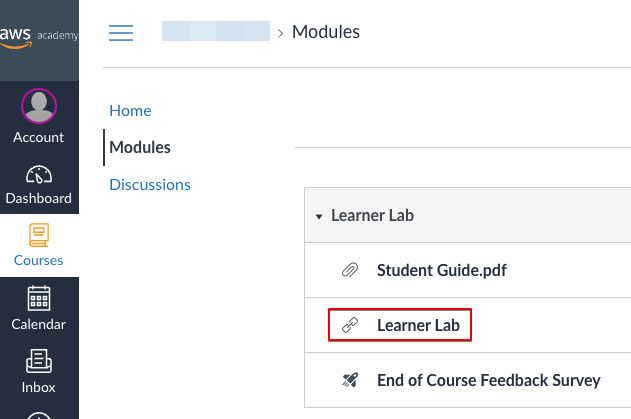 aws academy
Account
Dashboard
Courses
Calendar
Inbox
› Modules
Home
Modules
Discussions
Learner Lab
Student Guide.pdf
Learner Lab
End of Course Feedback Survey